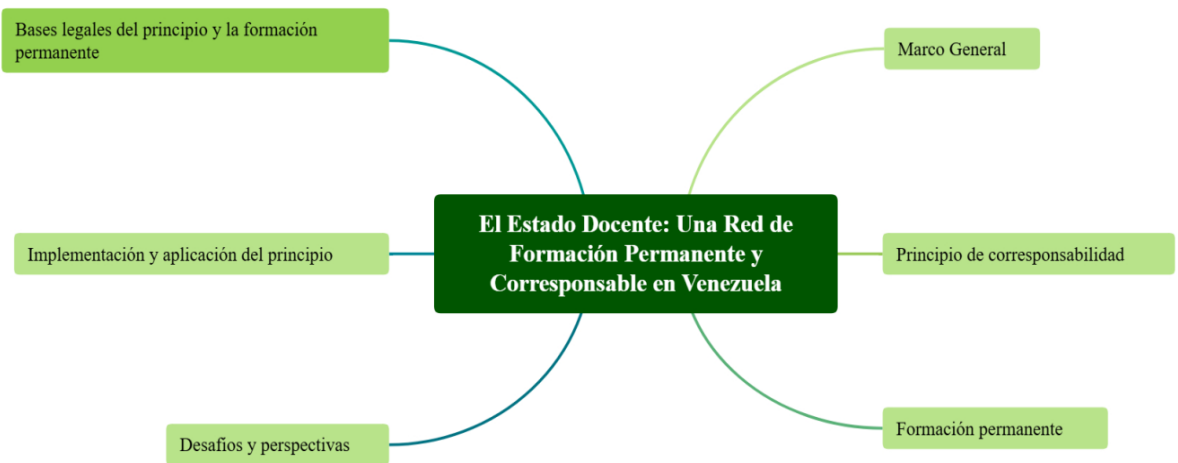 Bases legales del principio y la formación
permanente
Marco General
El Estado Docente: Una Red de
Formación Permanente y
Corresponsable en Venezuela
Implementación y aplicación del principio
Principio de corresponsabilidad
Desafíos y perspectivas
Formación permanente